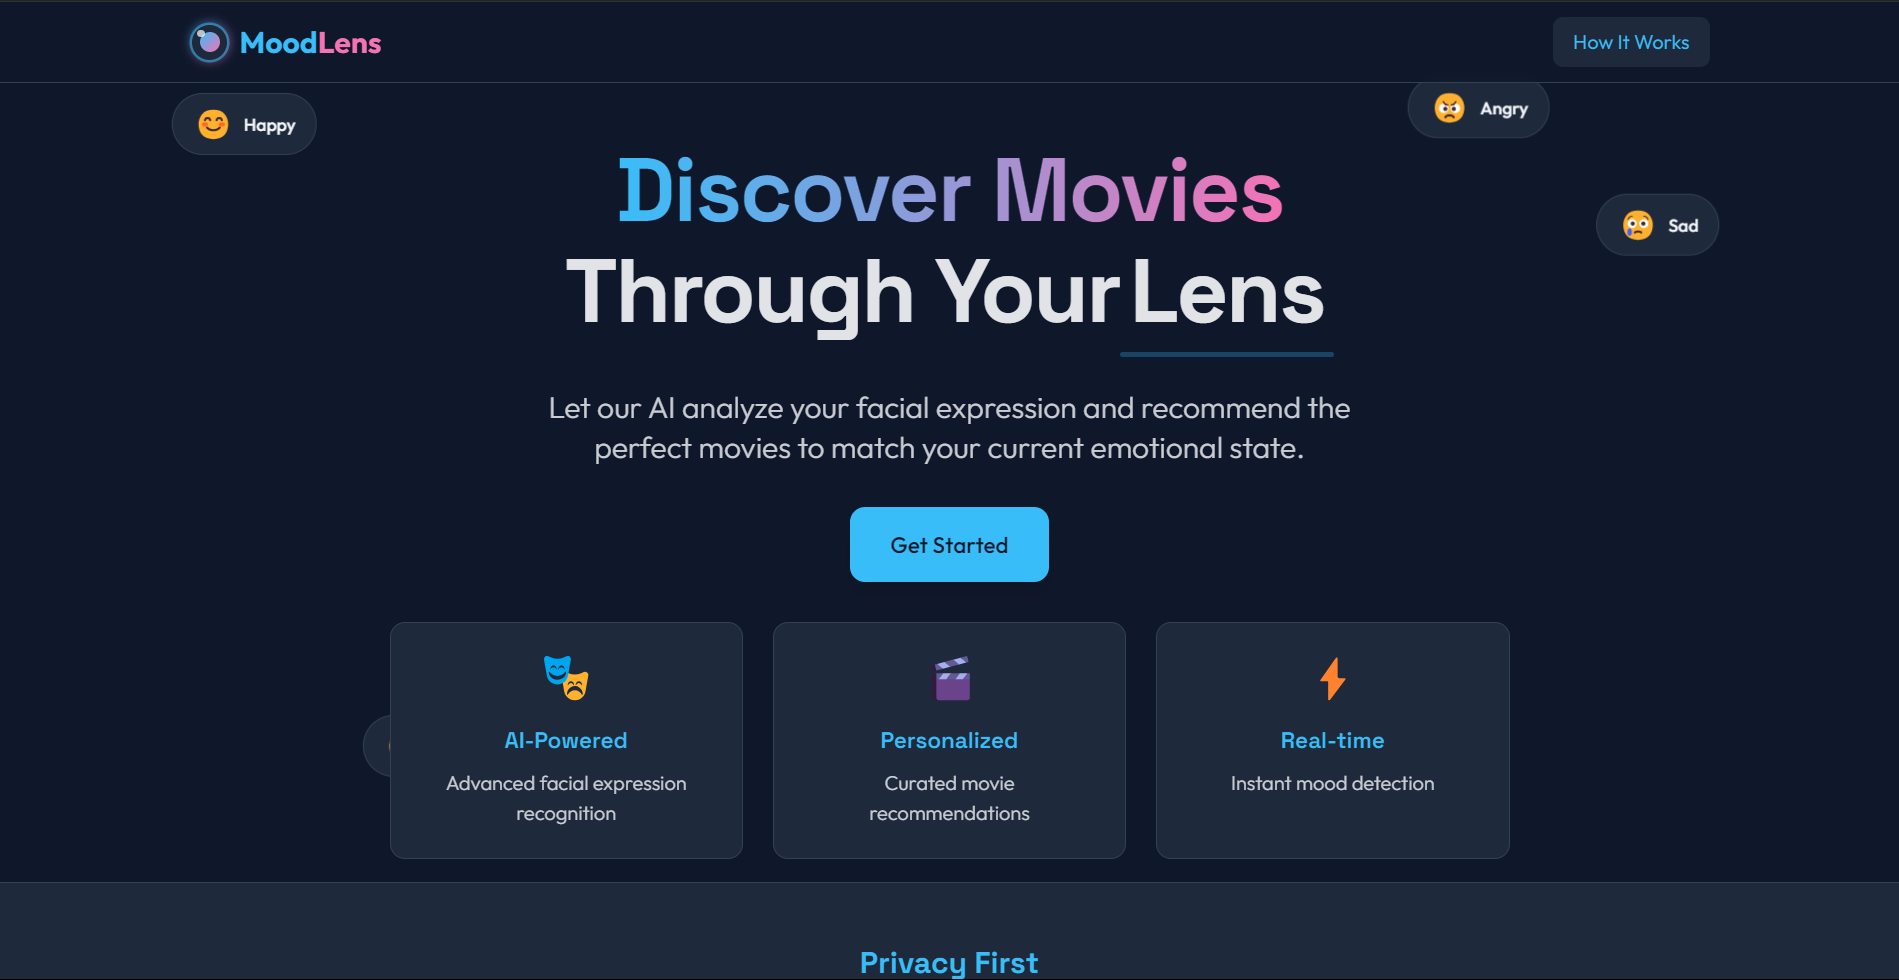 MoodLens
How It Works
Happy
Angry
Sad
Discover Movies
Through Your Lens
Let our AI analyze your facial expression and recommend the
perfect movies to match your current emotional state.
Get Started
AI-Powered
Advanced facial expression
recognition
Personalized
Curated movie
recommendations
Real-time
Instant mood detection
Privacy First